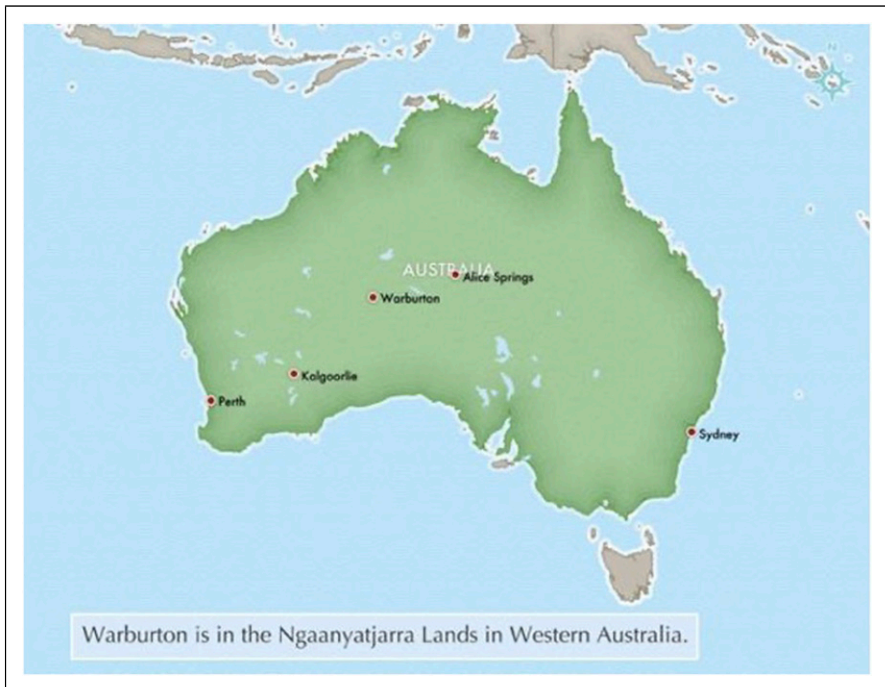 N
AUSTRALIA
Alice Springs
Warburton
Kalgoorlie
Perth
Sydney
Warburton is in the Ngaanyatjarra Lands in Western Australia.